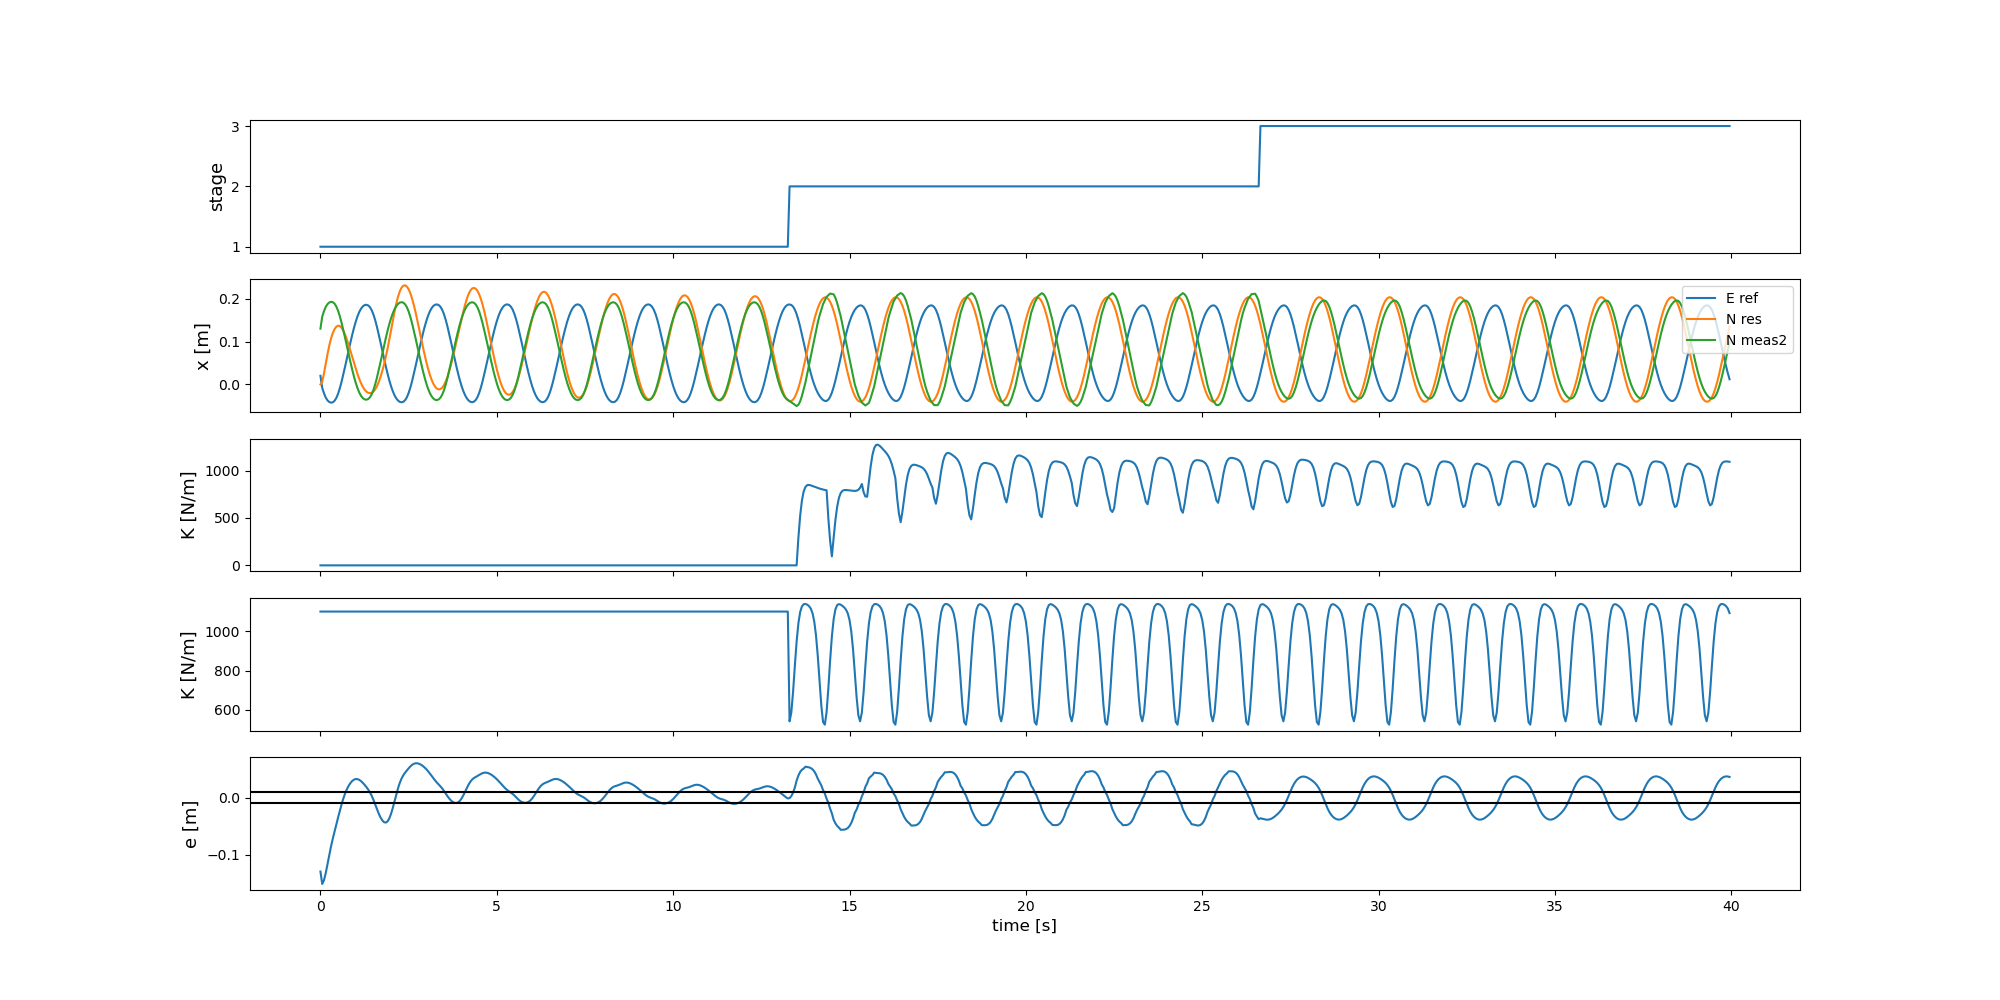 3
2
1
stage
0.2
0.1
0.0
x [m]
E ref
N res
N meas2
1000
500
0
K [N/m]
1000
800
600
K [N/m]
0.0
−0.1
e [m]
0 5 10 15 20 25 30 35 40
time [s]